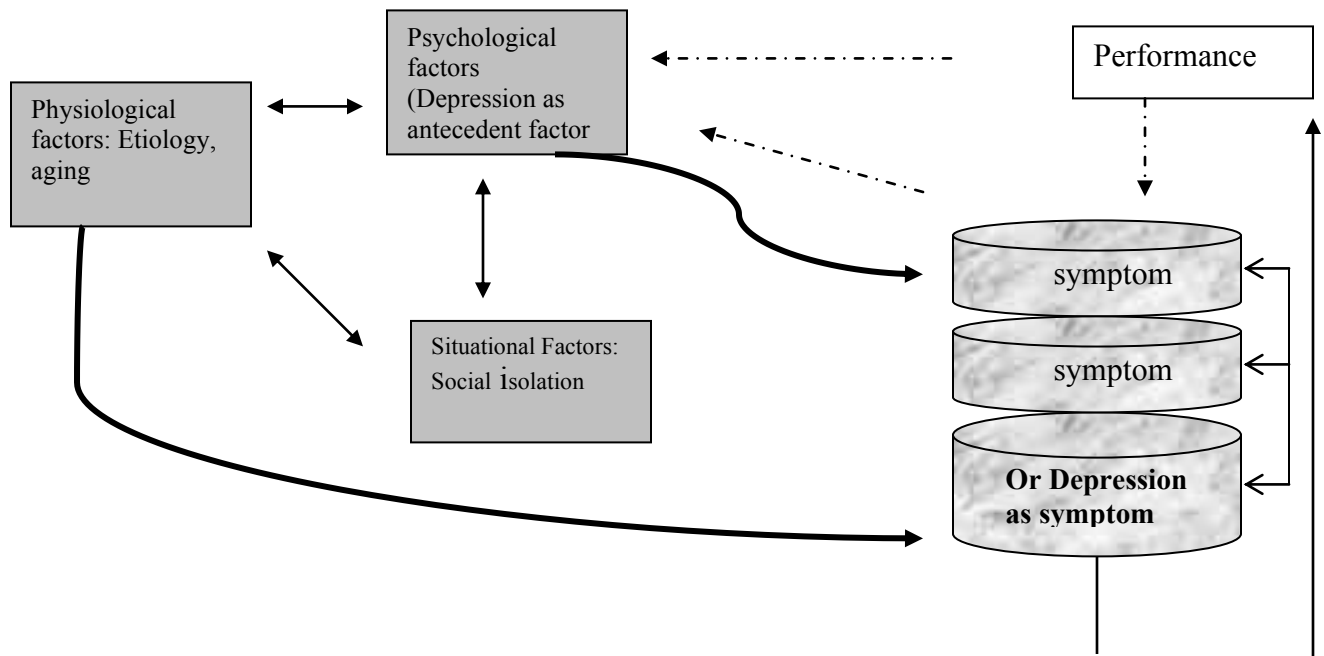 Psychological
factors
(Depression as
antecedent factor
Performance
Physiological
factors: Etiology,
aging
symptom
Situational Factors:
Social isolation
symptom
Or Depression
as symptom